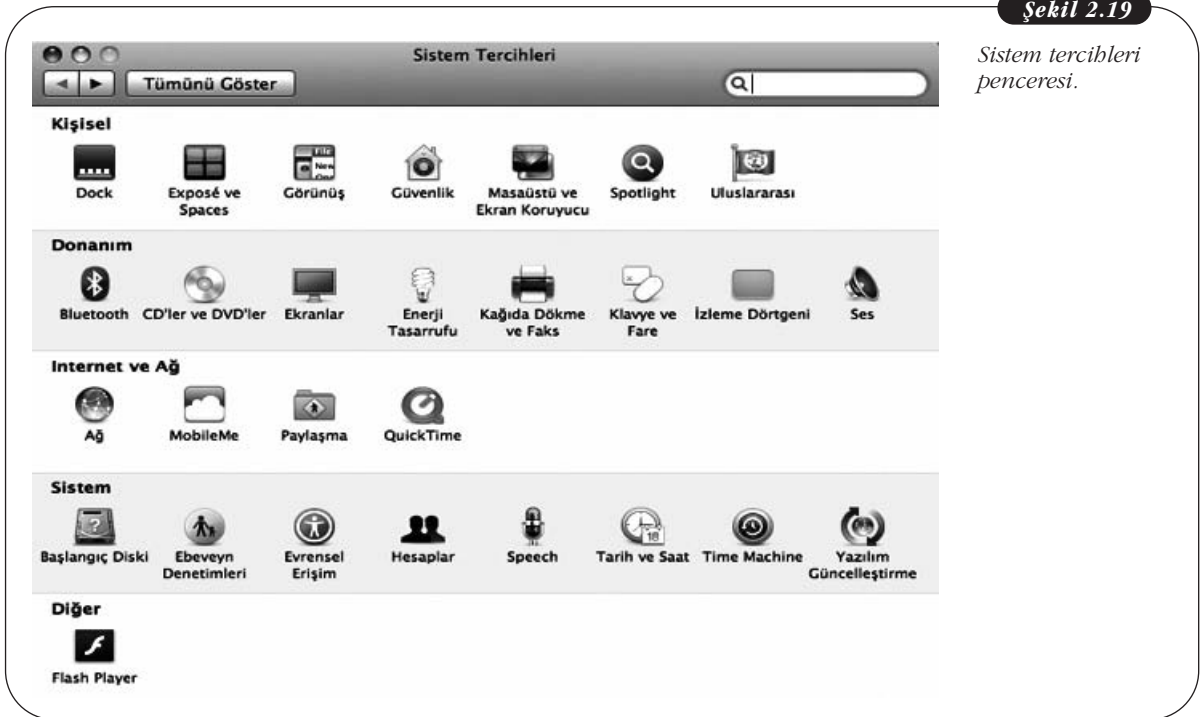 Şekil 2.19
Sistem tercihleri
penceresi.
Sistem Tercihleri
Tümünü Göster
Kişisel
Dock
Exposé ve
Spaces
Görünüş
Güvenlik
Masaüstü ve
Ekran Koruyucu
Spotlight
Uluslararası
Donanım
Bluetooth
CD'ler ve DVD'ler
Ekranlar
Enerji
Tasarrufu
Kağıda Dökme
ve Faks
Klavye ve
Fare
İzleme Dörtgeni
Ses
Internet ve Ağ
Ağ
MobileMe
Paylaşma
QuickTime
Sistem
Başlangıç Diski
Ebeveyn
Denetimleri
Evrensel
Erişim
Hesaplar
Speech
18
Tarih ve Saat
Time Machine
Yazılım
Güncelleştirme
Diğer
Flash Player